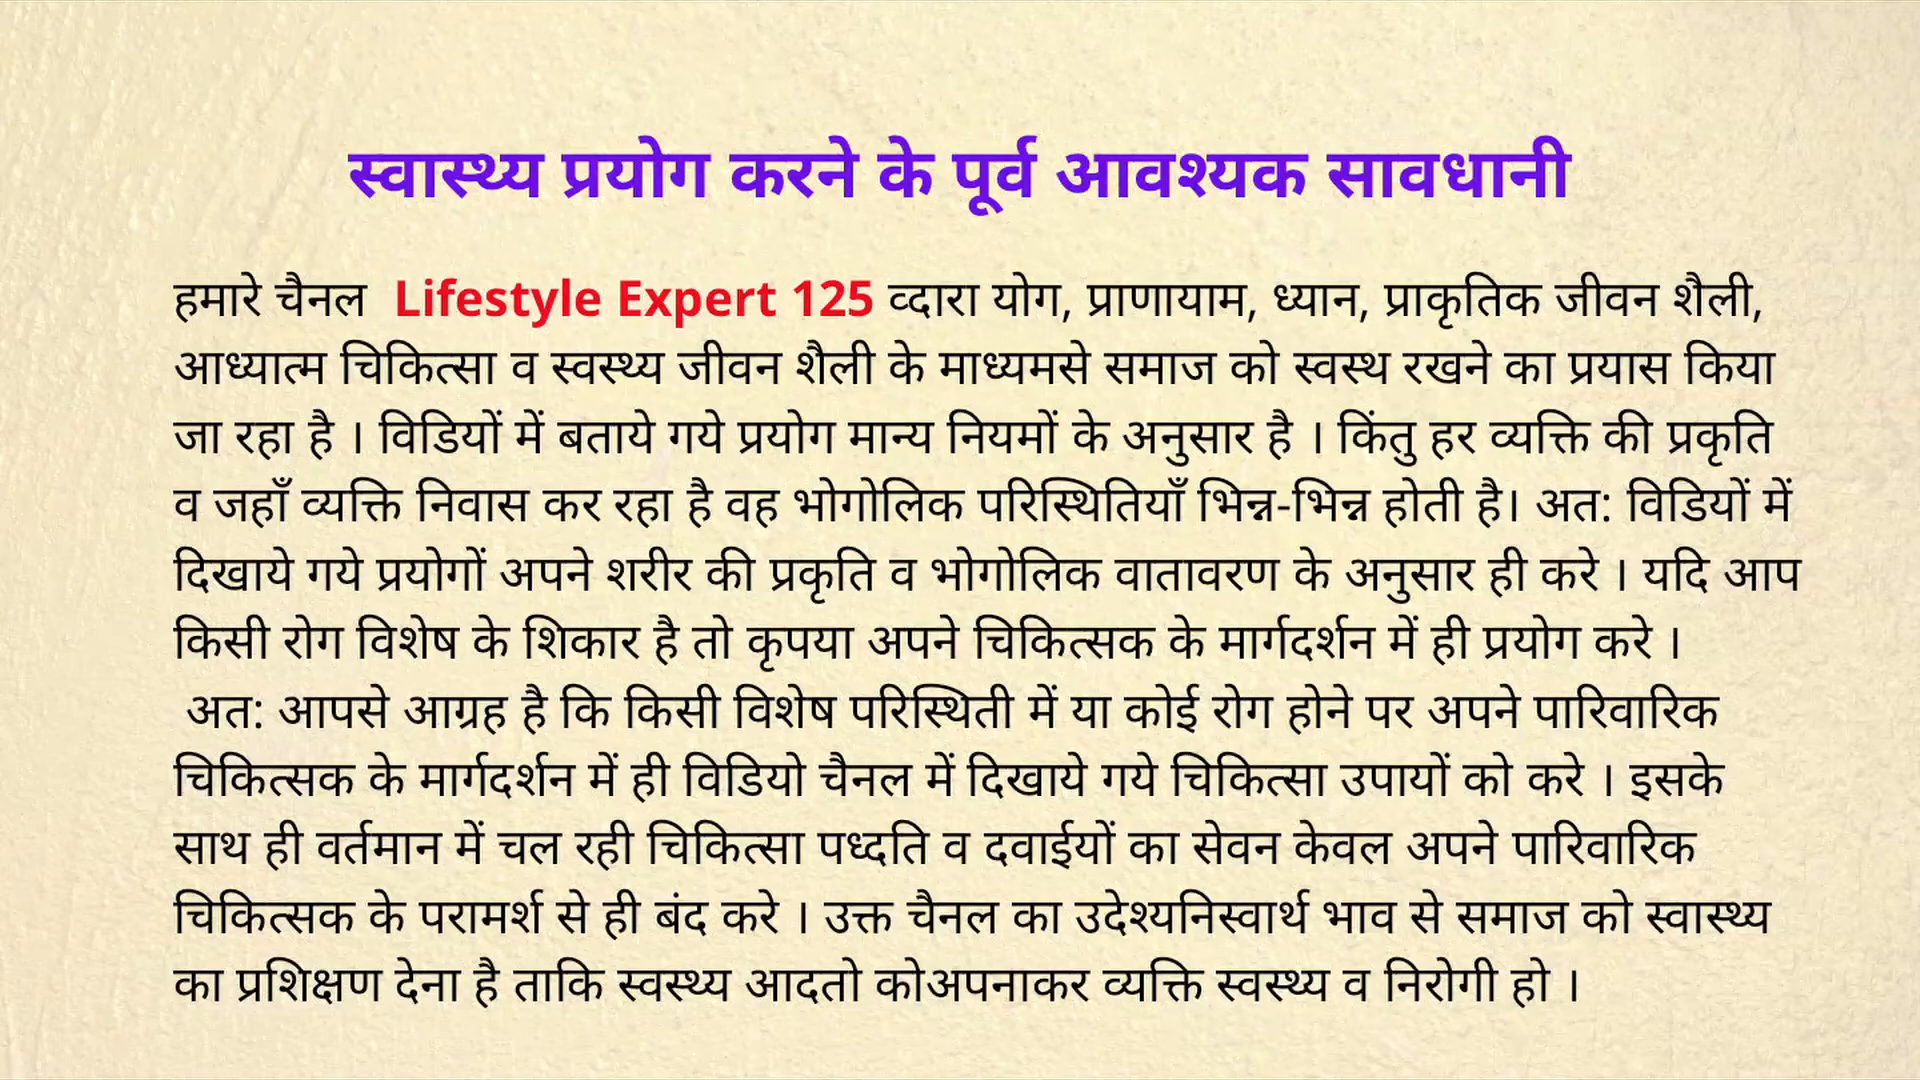 स्वास्थ्य प्रयोग करने के पूर्व आवश्यक सावधानी
हमारे चैनल Lifestyle Expert 125 व्दारा योग, प्राणायाम, ध्यान, प्राकृतिक जीवन शैली,
आध्यात्म चिकित्सा व स्वस्थ्य जीवन शैली के माध्यमसे समाज को स्वस्थ रखने का प्रयास किया
जा रहा है । विडियों में बताये गये प्रयोग मान्य नियमों के अनुसार है । किंतु हर व्यक्ति की प्रकृति
व जहाँ व्यक्ति निवास कर रहा है वह भोगोलिक परिस्थितियाँ भिन्न-भिन्न होती है। अत: विडियों में
दिखाये गये प्रयोगों अपने शरीर की प्रकृति व भोगोलिक वातावरण के अनुसार ही करे । यदि आप
किसी रोग विशेष के शिकार है तो कृपया अपने चिकित्सक के मार्गदर्शन में ही प्रयोग करे ।
अत: आपसे आग्रह है कि किसी विशेष परिस्थिती में या कोई रोग होने पर अपने पारिवारिक
चिकित्सक के मार्गदर्शन में ही विडियो चैनल में दिखाये गये चिकित्सा उपायों को करे । इसके
साथ ही वर्तमान में चल रही चिकित्सा पध्दति व दवाईयों का सेवन केवल अपने पारिवारिक
चिकित्सक के परामर्श से ही बंद करे । उक्त चैनल का उदेश्यनिस्वार्थ भाव से समाज को स्वास्थ्य
का प्रशिक्षण देना है ताकि स्वस्थ्य आदतो कोअपनाकर व्यक्ति स्वस्थ्य व निरोगी हो ।